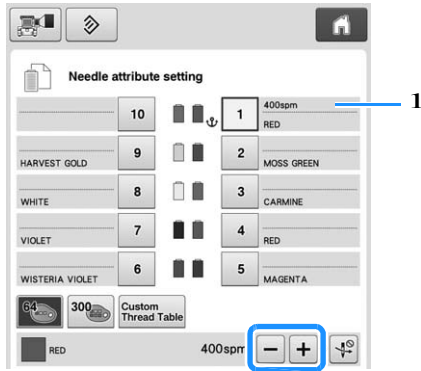 Needle attribute setting
400spm
1
10
1
RED
9
2
HARVEST GOLD
MOSS GREEN
8
3
WHITE
CARMINE
7
4
VIOLET
RED
6
5
WISTERIA VIOLET
MAGENTA
64
300
Custom
Thread Table
RED
400spm
− +